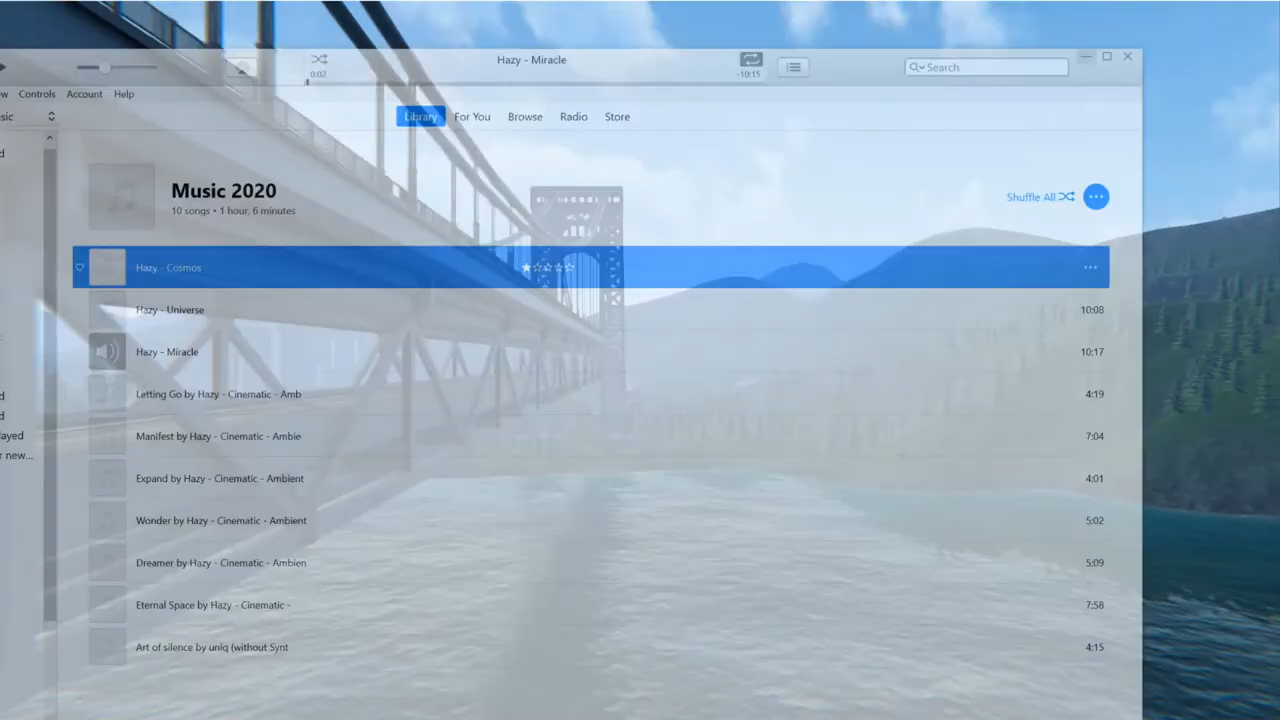 Hazy - Miracle
0:02
-10:15
Search
Controls Account Help
Library For You Browse Radio Store
Music 2020
10 songs • 1 hour, 6 minutes
Shuffle All
Hazy - Cosmos
Hazy - Universe 10:08
Hazy - Miracle 10:17
Letting Go by Hazy - Cinematic - Amb 4:19
Manifest by Hazy - Cinematic - Ambie 7:04
Expand by Hazy - Cinematic - Ambient 4:01
Wonder by Hazy - Cinematic - Ambient 5:02
Dreamer by Hazy - Cinematic - Ambien 5:09
Eternal Space by Hazy - Cinematic - 7:58
Art of silence by uniq (without Synt 4:15
ayed
r new...